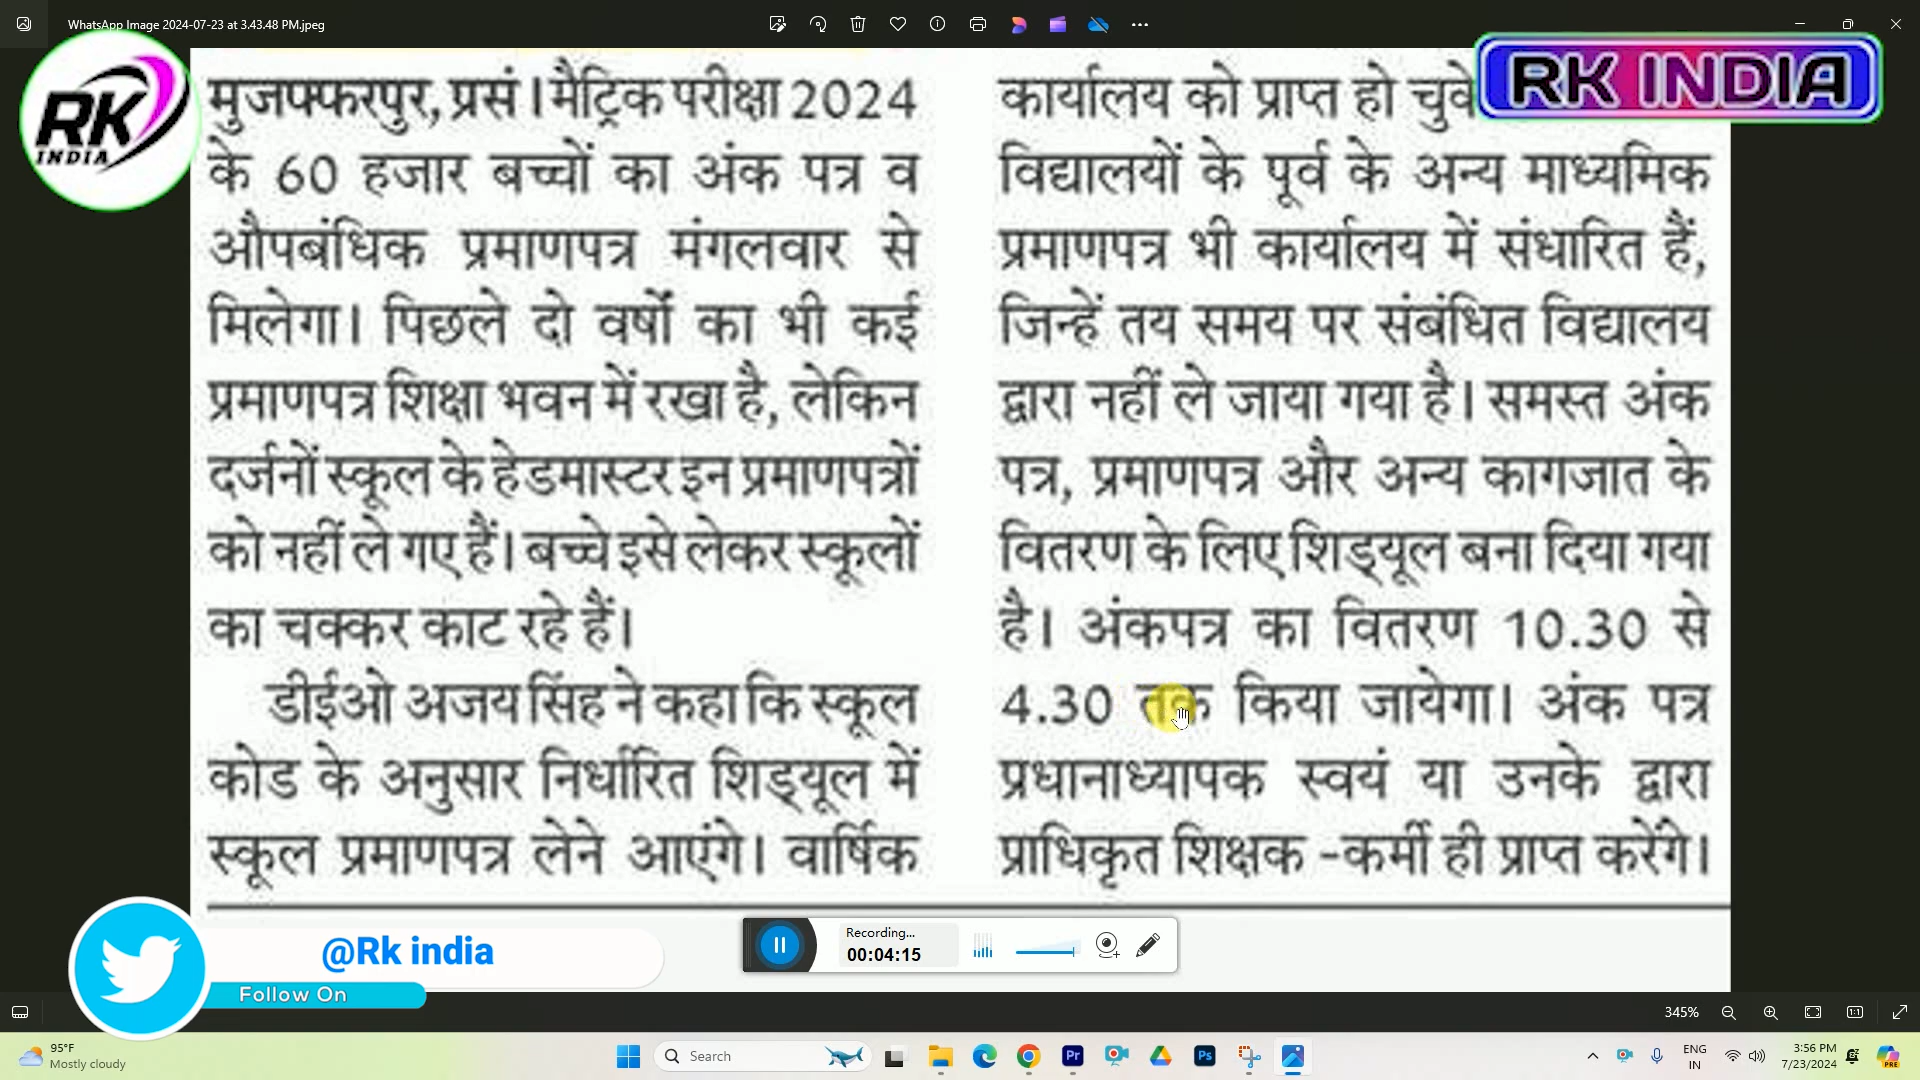 WhatsApp Image 2024-07-23 at 3.43.48 PM.jpeg
RK
INDIA
RK INDIA
मुजफ्फरपुर, प्रसं । मैट्रिक परीक्षा 2024
के 60 हजार बच्चों का अंक पत्र व
औपबंधिक प्रमाणपत्र मंगलवार से
मिलेगा। पिछले दो वर्षों का भी कई
प्रमाणपत्र शिक्षा भवन में रखा है, लेकिन
दर्जनों स्कूल के हेडमास्टर इन प्रमाणपत्रों
को नहीं ले गए हैं। बच्चे इसे लेकर स्कूलों
का चक्कर काट रहे हैं।
डीईओ अजय सिंह ने कहा कि स्कूल
कोड के अनुसार निर्धारित शिड्यूल में
स्कूल प्रमाणपत्र लेने आएंगे। वार्षिक
कार्यालय को प्राप्त हो
विद्यालयों के पूर्व के अन्य माध्यमिक
प्रमाणपत्र भी कार्यालय में संधारित हैं,
जिन्हें तय समय पर संबंधित विद्यालय
द्वारा नहीं ले जाया गया है। समस्त अंक
पत्र, प्रमाणपत्र और अन्य कागजात के
वितरण के लिए शिड्यूल बना दिया गया
है। अंकपत्र का वितरण 10.30 से
4.30 तक किया जायेगा। अंक पत्र
प्रधानाध्यापक स्वयं या उनके द्वारा
प्राधिकृत शिक्षक -कर्मी ही प्राप्त करेंगे।
@Rk india
Follow On
Recording...
00:04:15
345%
1:1
95°F
Mostly cloudy
Search
Pr
Ps
ENG
IN
3:56 PM
7/23/2024
PRE